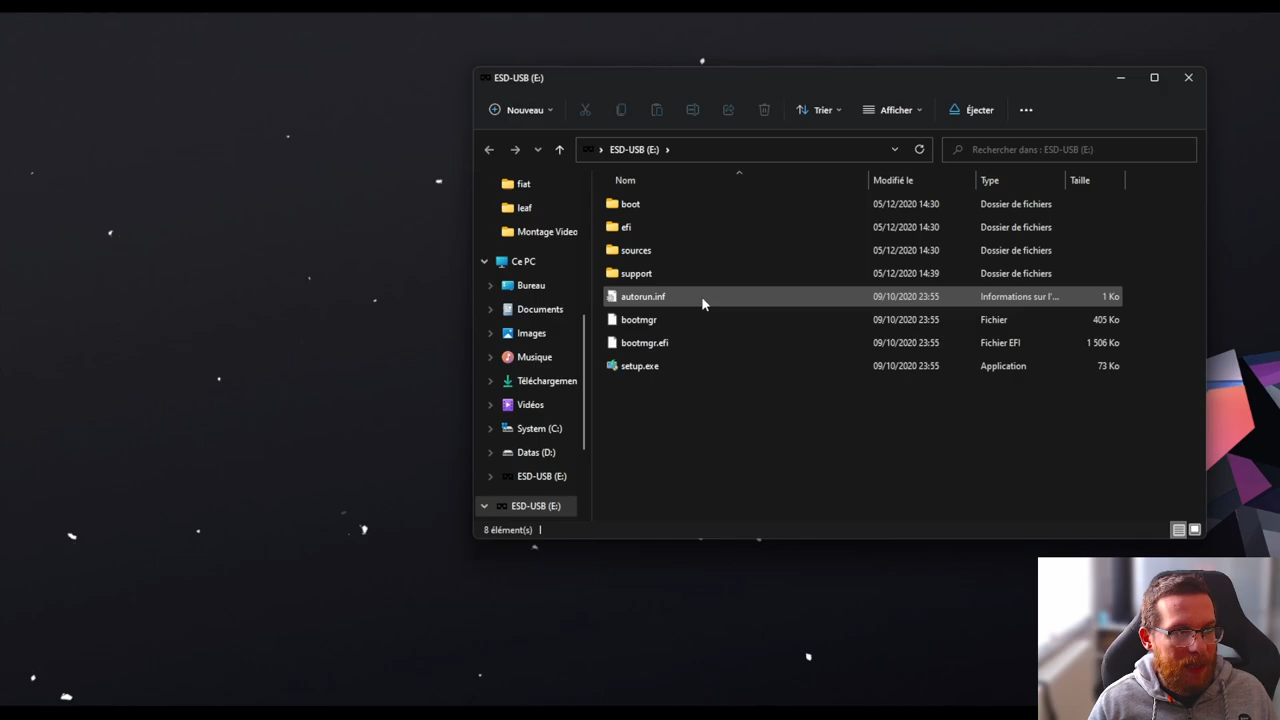 ESD-USB (E:)
Nouveau
Trier
Afficher
Éjecter
ESD-USB (E:)
Rechercher dans : ESD-USB (E:)
Nom
Modifié le
Type
Taille
fiat
leaf
Montage Video
Ce PC
Bureau
Documents
Images
Musique
Téléchargemen
Vidéos
System (C:)
Datas (D:)
ESD-USB (E:)
ESD-USB (E:)
boot 05/12/2020 14:30 Dossier de fichiers
efi 05/12/2020 14:30 Dossier de fichiers
sources 05/12/2020 14:30 Dossier de fichiers
support 05/12/2020 14:39 Dossier de fichiers
autorun.inf 09/10/2020 23:55 Informations sur l'... 1 Ko
bootmgr 09/10/2020 23:55 Fichier 405 Ko
bootmgr.efi 09/10/2020 23:55 Fichier EFI 1 506 Ko
setup.exe 09/10/2020 23:55 Application 73 Ko
8 élément(s)